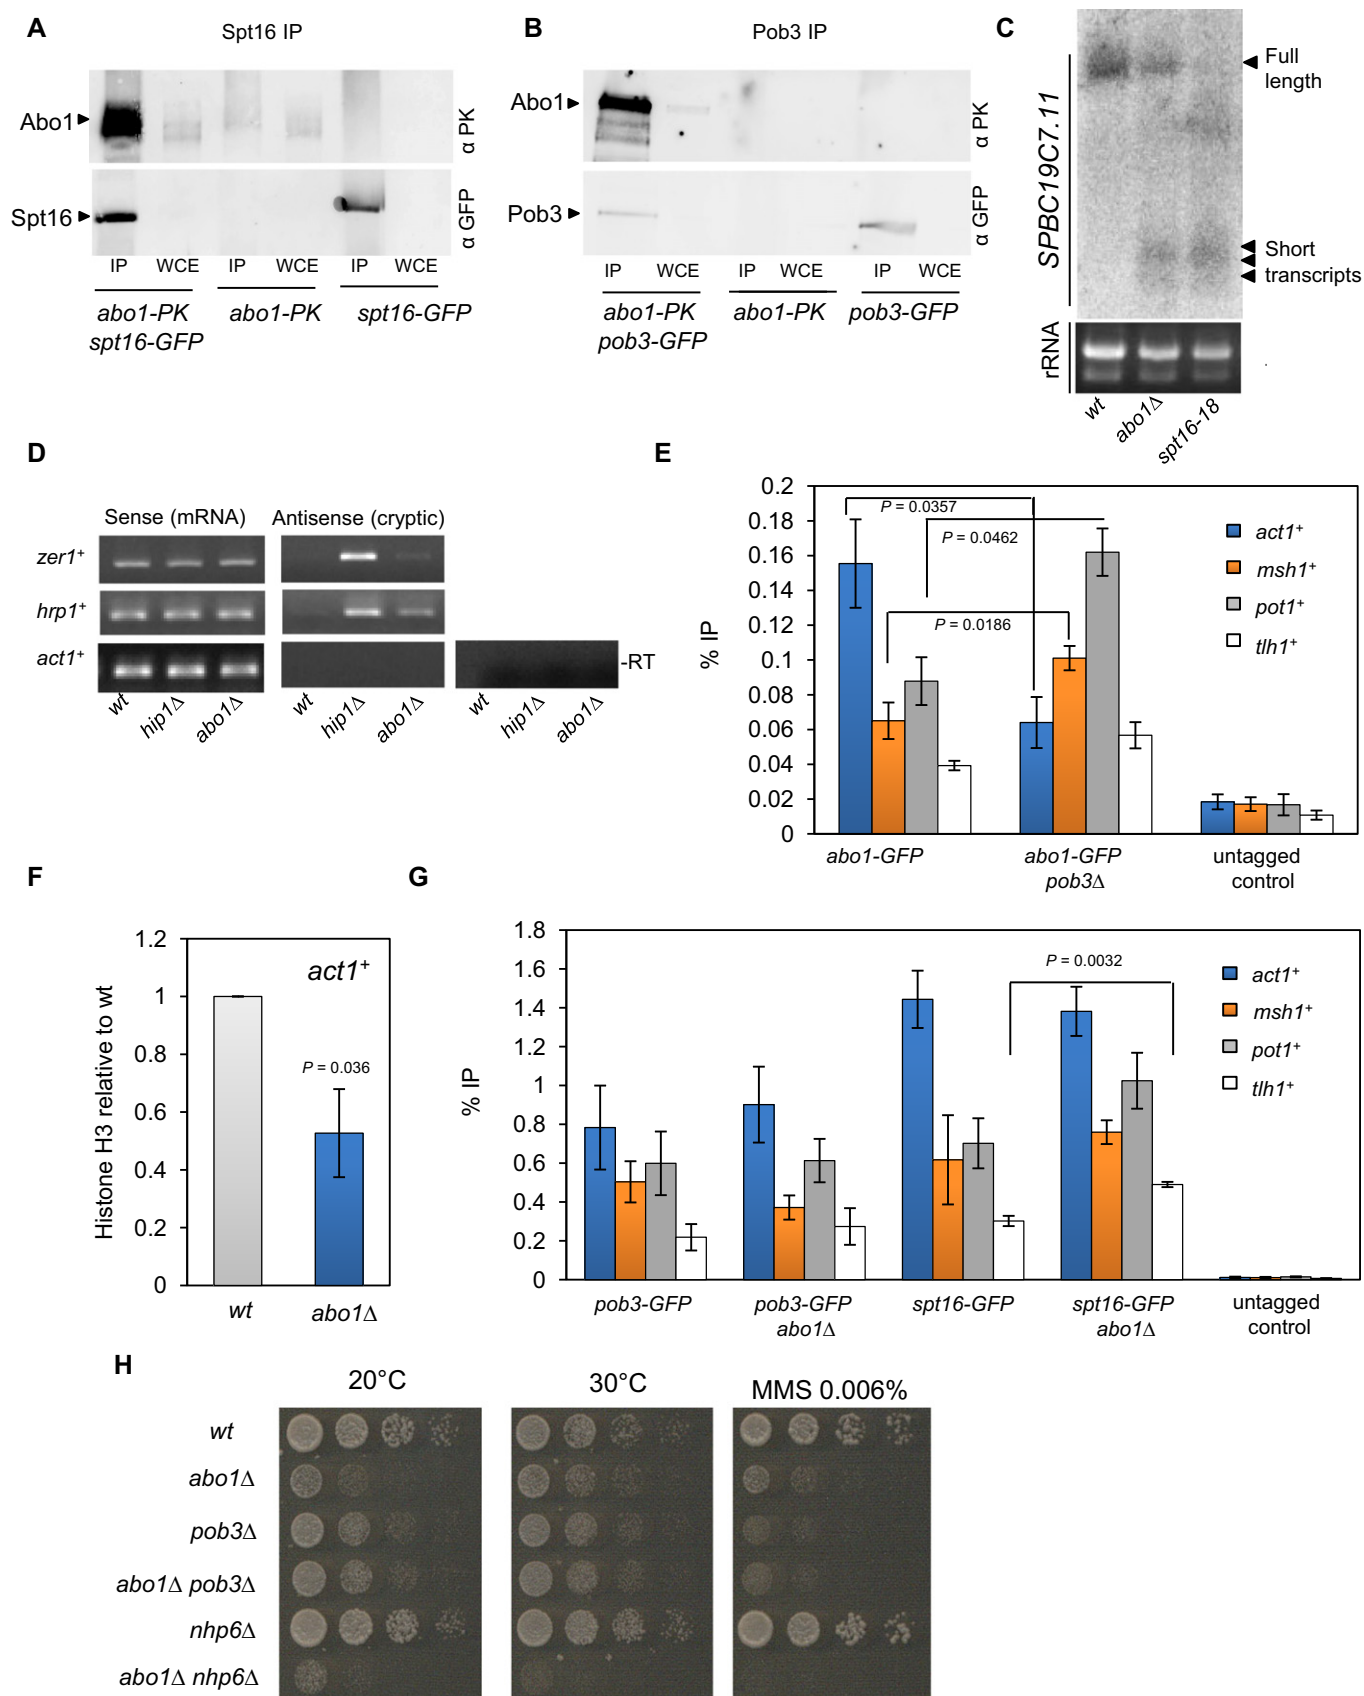 A
Spt16 IP
Abo1
α PK
Spt16
α GFP
IP WCE IP WCE IP WCE
abo1-PK abo1-PK spt16-GFP
spt16-GFP
B
Pob3 IP
Abo1
α PK
Pob3
α GFP
IP WCE IP WCE IP WCE
abo1-PK abo1-PK pob3-GFP
pob3-GFP
C
SPBC19C7.11
Full
length
Short
transcripts
rRNA
wt abo1Δ spt16-18
D
Sense (mRNA) Antisense (cryptic)
zer1+
hrp1+
act1+
-RT
wt hip1Δ abo1Δ wt hip1Δ abo1Δ wt hip1Δ abo1Δ
E
% IP
0.2
0.18
0.16
0.14
0.12
0.1
0.08
0.06
0.04
0.02
0
P = 0.0357
P = 0.0462
P = 0.0186
act1+
msh1+
pot1+
tlh1+
abo1-GFP abo1-GFP untagged
pob3Δ control
F
Histone H3 relative to wt
1.2
1
0.8
0.6
0.4
0.2
0
act1+
P = 0.036
wt abo1Δ
G
% IP
1.8
1.6
1.4
1.2
1
0.8
0.6
0.4
0.2
0
P = 0.0032
act1+
msh1+
pot1+
tlh1+
pob3-GFP pob3-GFP spt16-GFP spt16-GFP untagged
abo1Δ abo1Δ control
H
20°C 30°C MMS 0.006%
wt
abo1Δ
pob3Δ
abo1Δ pob3Δ
nhp6Δ
abo1Δ nhp6Δ